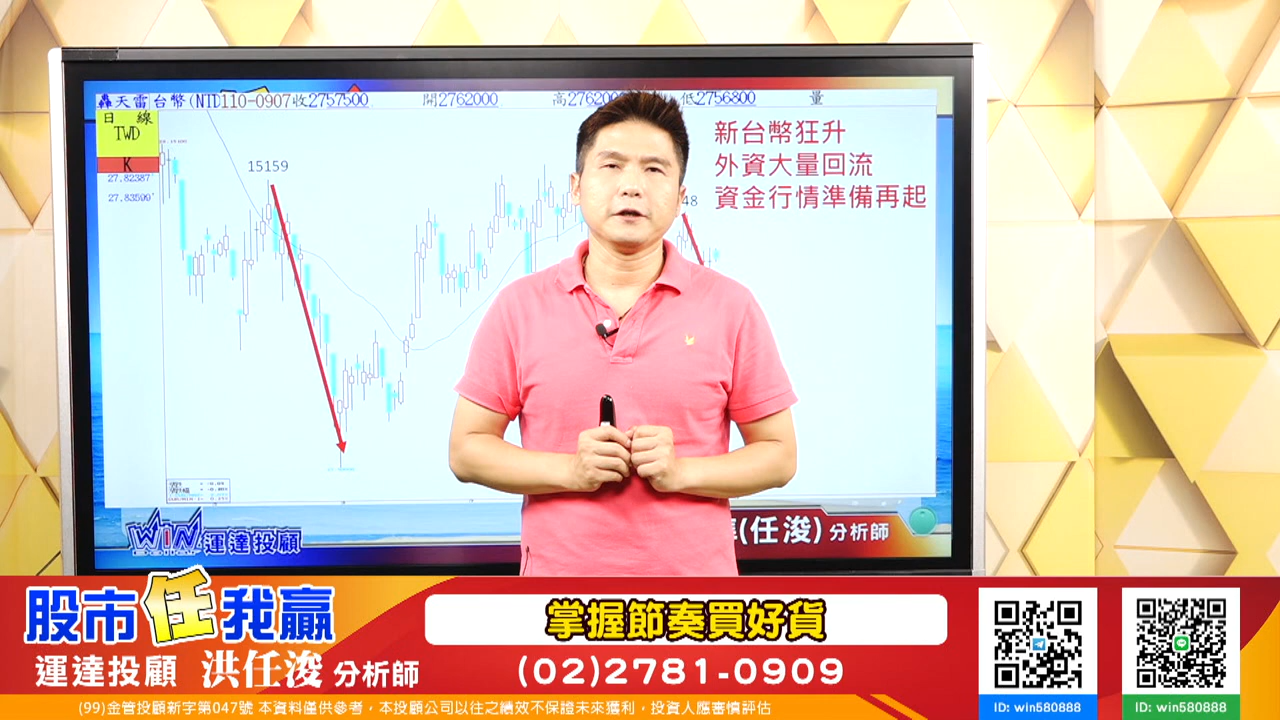 轟天雷 台幣(NTD110-0907收2757500 開2762000 高276200 低2756800 量
日 線
TWD
K
27.82387
27.83590
15159
48
新台幣狂升
外資大量回流
資金行情準備再起
WIN 運達投顧
(任浚) 分析師
股市任我贏
運達投顧 洪任浚 分析師
掌握節奏買好貨
(02)2781-0909
ID: win580888
ID: win580888
(99)金管投顧新字第047號 本資料僅供參考，本投顧公司以往之績效不保證未來獲利，投資人應審慎評估